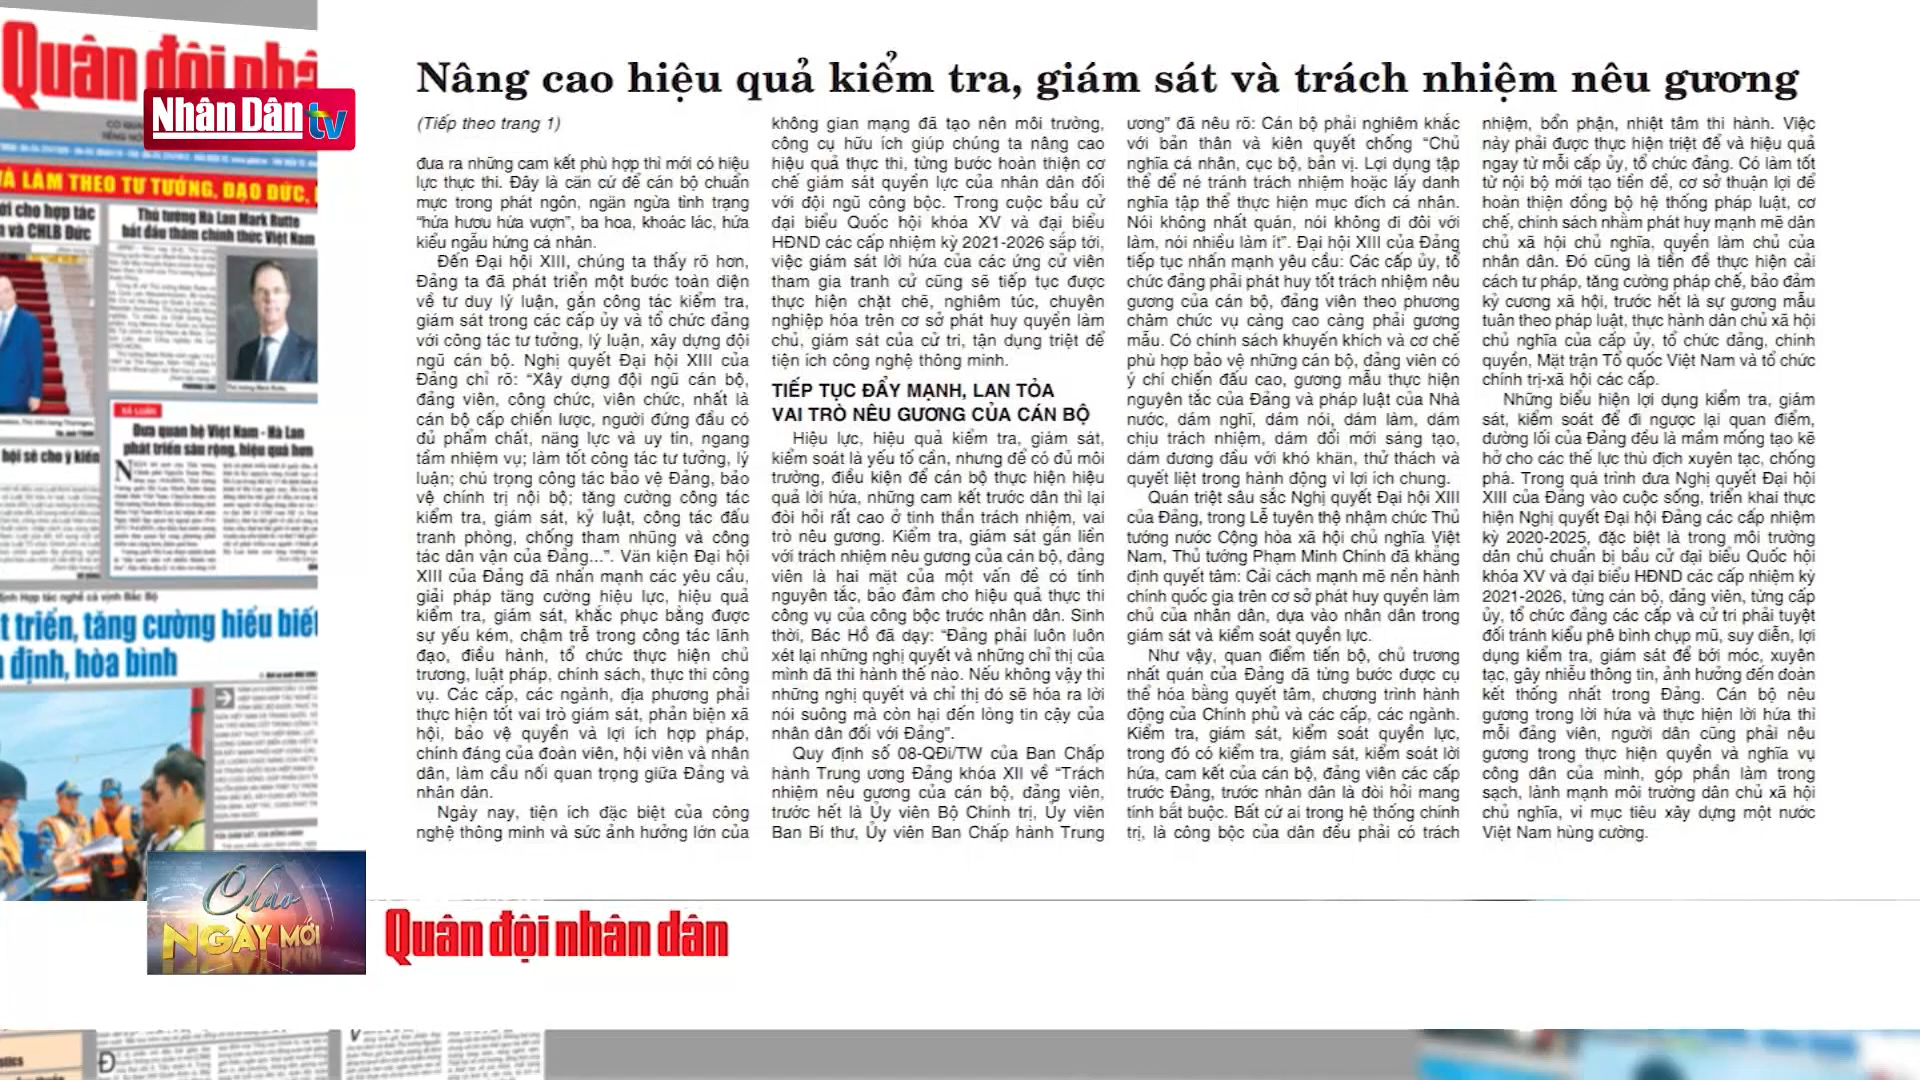 Nâng cao hiệu quả kiểm tra, giám sát và trách nhiệm nêu gương
(Tiếp theo trang 1)
đưa ra những cam kết phù hợp thì mới có hiệu
lực thực thi. Đây là căn cứ để cán bộ chuẩn
mực trong phát ngôn, ngăn ngừa tình trạng
“hứa hươu hứa vượn”, ba hoa, khoác lác, hứa
kiểu ngẫu hứng cá nhân.
Đến Đại hội XIII, chúng ta thấy rõ hơn,
Đảng ta đã phát triển một bước toàn diện
về tư duy lý luận, gắn công tác kiểm tra,
giám sát trong các cấp ủy và tổ chức đảng
với công tác tư tưởng, lý luận, xây dựng đội
ngũ cán bộ. Nghị quyết Đại hội XIII của
Đảng chỉ rõ: “Xây dựng đội ngũ cán bộ,
đảng viên, công chức, viên chức, nhất là
cán bộ cấp chiến lược, người đứng đầu có
đủ phẩm chất, năng lực và uy tín, ngang
tầm nhiệm vụ; làm tốt công tác tư tưởng, lý
luận; chú trọng công tác bảo vệ Đảng, bảo
vệ chính trị nội bộ; tăng cường công tác
kiểm tra, giám sát, kỷ luật, công tác đấu
tranh phòng, chống tham nhũng và công
tác dân vận của Đảng...”. Văn kiện Đại hội
XIII của Đảng đã nhấn mạnh các yêu cầu,
giải pháp tăng cường hiệu lực, hiệu quả
kiểm tra, giám sát, khắc phục bằng được
sự yếu kém, chậm trễ trong công tác lãnh
đạo, điều hành, tổ chức thực hiện chủ
trương, luật pháp, chính sách, thực thi công
vụ. Các cấp, các ngành, địa phương phải
thực hiện tốt vai trò giám sát, phản biện xã
hội, bảo vệ quyền và lợi ích hợp pháp,
chính đáng của đoàn viên, hội viên và nhân
dân, làm cầu nối quan trọng giữa Đảng và
nhân dân.
Ngày nay, tiện ích đặc biệt của công
nghệ thông minh và sức ảnh hưởng lớn của
không gian mạng đã tạo nên môi trường,
công cụ hữu ích giúp chúng ta nâng cao
hiệu quả thực thi, từng bước hoàn thiện cơ
chế giám sát quyền lực của nhân dân đối
với đội ngũ công bộc. Trong cuộc bầu cử
đại biểu Quốc hội khóa XV và đại biểu
HĐND các cấp nhiệm kỳ 2021-2026 sắp tới,
việc giám sát lời hứa của các ứng cử viên
tham gia tranh cử cũng sẽ tiếp tục được
thực hiện chặt chẽ, nghiêm túc, chuyên
nghiệp hóa trên cơ sở phát huy quyền làm
chủ, giám sát của cử tri, tận dụng triệt để
tiện ích công nghệ thông minh.
TIẾP TỤC ĐẨY MẠNH, LAN TỎA
VAI TRÒ NÊU GƯƠNG CỦA CÁN BỘ
Hiệu lực, hiệu quả kiểm tra, giám sát,
kiểm soát là yếu tố cần, nhưng để có đủ môi
trường, điều kiện để cán bộ thực hiện hiệu
quả lời hứa, những cam kết trước dân thì lại
đòi hỏi rất cao ở tinh thần trách nhiệm, vai
trò nêu gương. Kiểm tra, giám sát gắn liền
với trách nhiệm nêu gương của cán bộ, đảng
viên là hai mặt của một vấn đề có tính
nguyên tắc, bảo đảm cho hiệu quả thực thi
công vụ của công bộc trước nhân dân. Sinh
thời, Bác Hồ đã dạy: “Đảng phải luôn luôn
xét lại những nghị quyết và những chỉ thị của
mình đã thi hành thế nào. Nếu không vậy thì
những nghị quyết và chỉ thị đó sẽ hóa ra lời
nói suông mà còn hại đến lòng tin cậy của
nhân dân đối với Đảng”.
Quy định số 08-QĐi/TW của Ban Chấp
hành Trung ương Đảng khóa XII về “Trách
nhiệm nêu gương của cán bộ, đảng viên,
trước hết là Ủy viên Bộ Chính trị, Ủy viên
Ban Bí thư, Ủy viên Ban Chấp hành Trung
ương” đã nêu rõ: Cán bộ phải nghiêm khắc
với bản thân và kiên quyết chống “Chủ
nghĩa cá nhân, cục bộ, bản vị. Lợi dụng tập
thể để né tránh trách nhiệm hoặc lấy danh
nghĩa tập thể thực hiện mục đích cá nhân.
Nói không nhất quán, nói không đi đôi với
làm, nói nhiều làm ít”. Đại hội XIII của Đảng
tiếp tục nhấn mạnh yêu cầu: Các cấp ủy, tổ
chức đảng phải phát huy tốt trách nhiệm nêu
gương của cán bộ, đảng viên theo phương
châm chức vụ càng cao càng phải gương
mẫu. Có chính sách khuyến khích và cơ chế
phù hợp bảo vệ những cán bộ, đảng viên có
ý chí chiến đấu cao, gương mẫu thực hiện
nguyên tắc của Đảng và pháp luật của Nhà
nước, dám nghĩ, dám nói, dám làm, dám
chịu trách nhiệm, dám đổi mới sáng tạo,
dám đương đầu với khó khăn, thử thách và
quyết liệt trong hành động vì lợi ích chung.
Quán triệt sâu sắc Nghị quyết Đại hội XIII
của Đảng, trong Lễ tuyên thệ nhậm chức Thủ
tướng nước Cộng hòa xã hội chủ nghĩa Việt
Nam, Thủ tướng Phạm Minh Chính đã khẳng
định quyết tâm: Cải cách mạnh mẽ nền hành
chính quốc gia trên cơ sở phát huy quyền làm
chủ của nhân dân, dựa vào nhân dân trong
giám sát và kiểm soát quyền lực.
Như vậy, quan điểm tiến bộ, chủ trương
nhất quán của Đảng đã từng bước được cụ
thể hóa bằng quyết tâm, chương trình hành
động của Chính phủ và các cấp, các ngành.
Kiểm tra, giám sát, kiểm soát quyền lực,
trong đó có kiểm tra, giám sát, kiểm soát lời
hứa, cam kết của cán bộ, đảng viên các cấp
trước Đảng, trước nhân dân là đòi hỏi mang
tính bắt buộc. Bất cứ ai trong hệ thống chính
trị, là công bộc của dân đều phải có trách
nhiệm, bổn phận, nhiệt tâm thi hành. Việc
này phải được thực hiện triệt để và hiệu quả
ngay từ mỗi cấp ủy, tổ chức đảng. Có làm tốt
từ nội bộ mới tạo tiền đề, cơ sở thuận lợi để
hoàn thiện đồng bộ hệ thống pháp luật, cơ
chế, chính sách nhằm phát huy mạnh mẽ dân
chủ xã hội chủ nghĩa, quyền làm chủ của
nhân dân. Đó cũng là tiền đề thực hiện cải
cách tư pháp, tăng cường pháp chế, bảo đảm
kỷ cương xã hội, trước hết là sự gương mẫu
tuân theo pháp luật, thực hành dân chủ xã hội
chủ nghĩa của cấp ủy, tổ chức đảng, chính
quyền, Mặt trận Tổ quốc Việt Nam và tổ chức
chính trị-xã hội các cấp.
Những biểu hiện lợi dụng kiểm tra, giám
sát, kiểm soát để đi ngược lại quan điểm,
đường lối của Đảng đều là mầm mống tạo kẽ
hở cho các thế lực thù địch xuyên tạc, chống
phá. Trong quá trình đưa Nghị quyết Đại hội
XIII của Đảng vào cuộc sống, triển khai thực
hiện Nghị quyết Đại hội Đảng các cấp nhiệm
kỳ 2020-2025, đặc biệt là trong môi trường
dân chủ chuẩn bị bầu cử đại biểu Quốc hội
khóa XV và đại biểu HĐND các cấp nhiệm kỳ
2021-2026, từng cán bộ, đảng viên, từng cấp
ủy, tổ chức đảng các cấp và cử tri phải tuyệt
đối tránh kiểu phê bình chụp mũ, suy diễn, lợi
dụng kiểm tra, giám sát để bới móc, xuyên
tạc, gây nhiễu thông tin, ảnh hưởng đến đoàn
kết thống nhất trong Đảng. Cán bộ nêu
gương trong lời hứa và thực hiện lời hứa thì
mỗi đảng viên, người dân cũng phải nêu
gương trong thực hiện quyền và nghĩa vụ
công dân của mình, góp phần làm trong
sạch, lành mạnh môi trường dân chủ xã hội
chủ nghĩa, vì mục tiêu xây dựng một nước
Việt Nam hùng cường.
Quân đội
Nhân Dân tv
VÀ LÀM THEO TƯ TƯỞNG, ĐẠO ĐỨC,
cho hợp tác
và CHLB Đức
Thủ tướng Hà Lan Mark Rutte
bắt đầu thăm chính thức Việt Nam
XÃ LUẬN
Đưa quan hệ Việt Nam - Hà Lan
phát triển sâu rộng, hiệu quả hơn
hội sẽ cho ý kiến
triển, tăng cường hiểu biết
định, hòa bình
Chào
NGÀY MỚI
Quân đội nhân dân